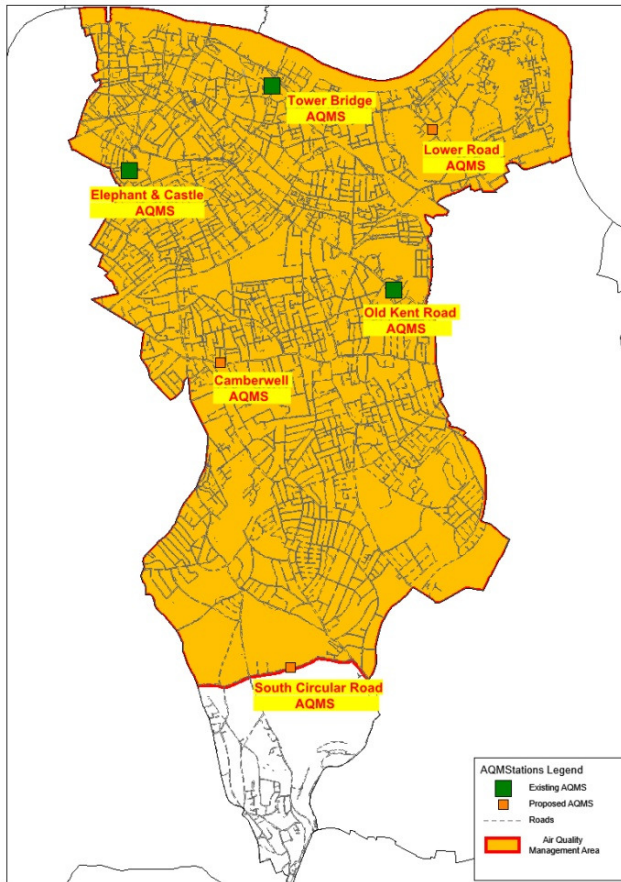 Tower Bridge
AQMS
Lower Road
AQMS
Elephant & Castle
AQMS
Old Kent Road
AQMS
Camberwell
AQMS
South Circular Road
AQMS
AQMStations Legend
Existing AQMS
Proposed AQMS
Roads
Air Quality
Management Area